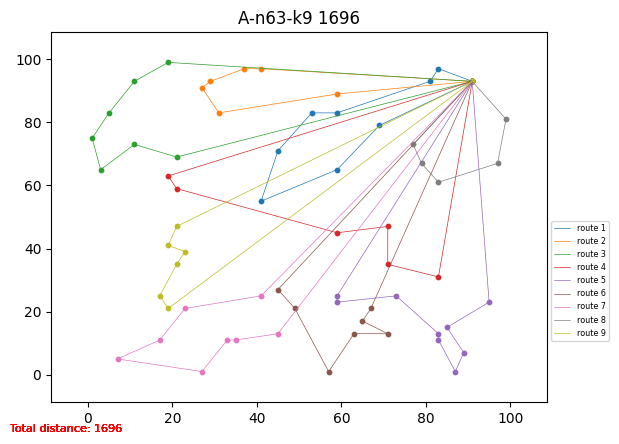 A-n63-k9 1696
100
80
60
40
20
0
0 20 40 60 80 100
route 1
route 2
route 3
route 4
route 5
route 6
route 7
route 8
route 9
Total distance: 1696